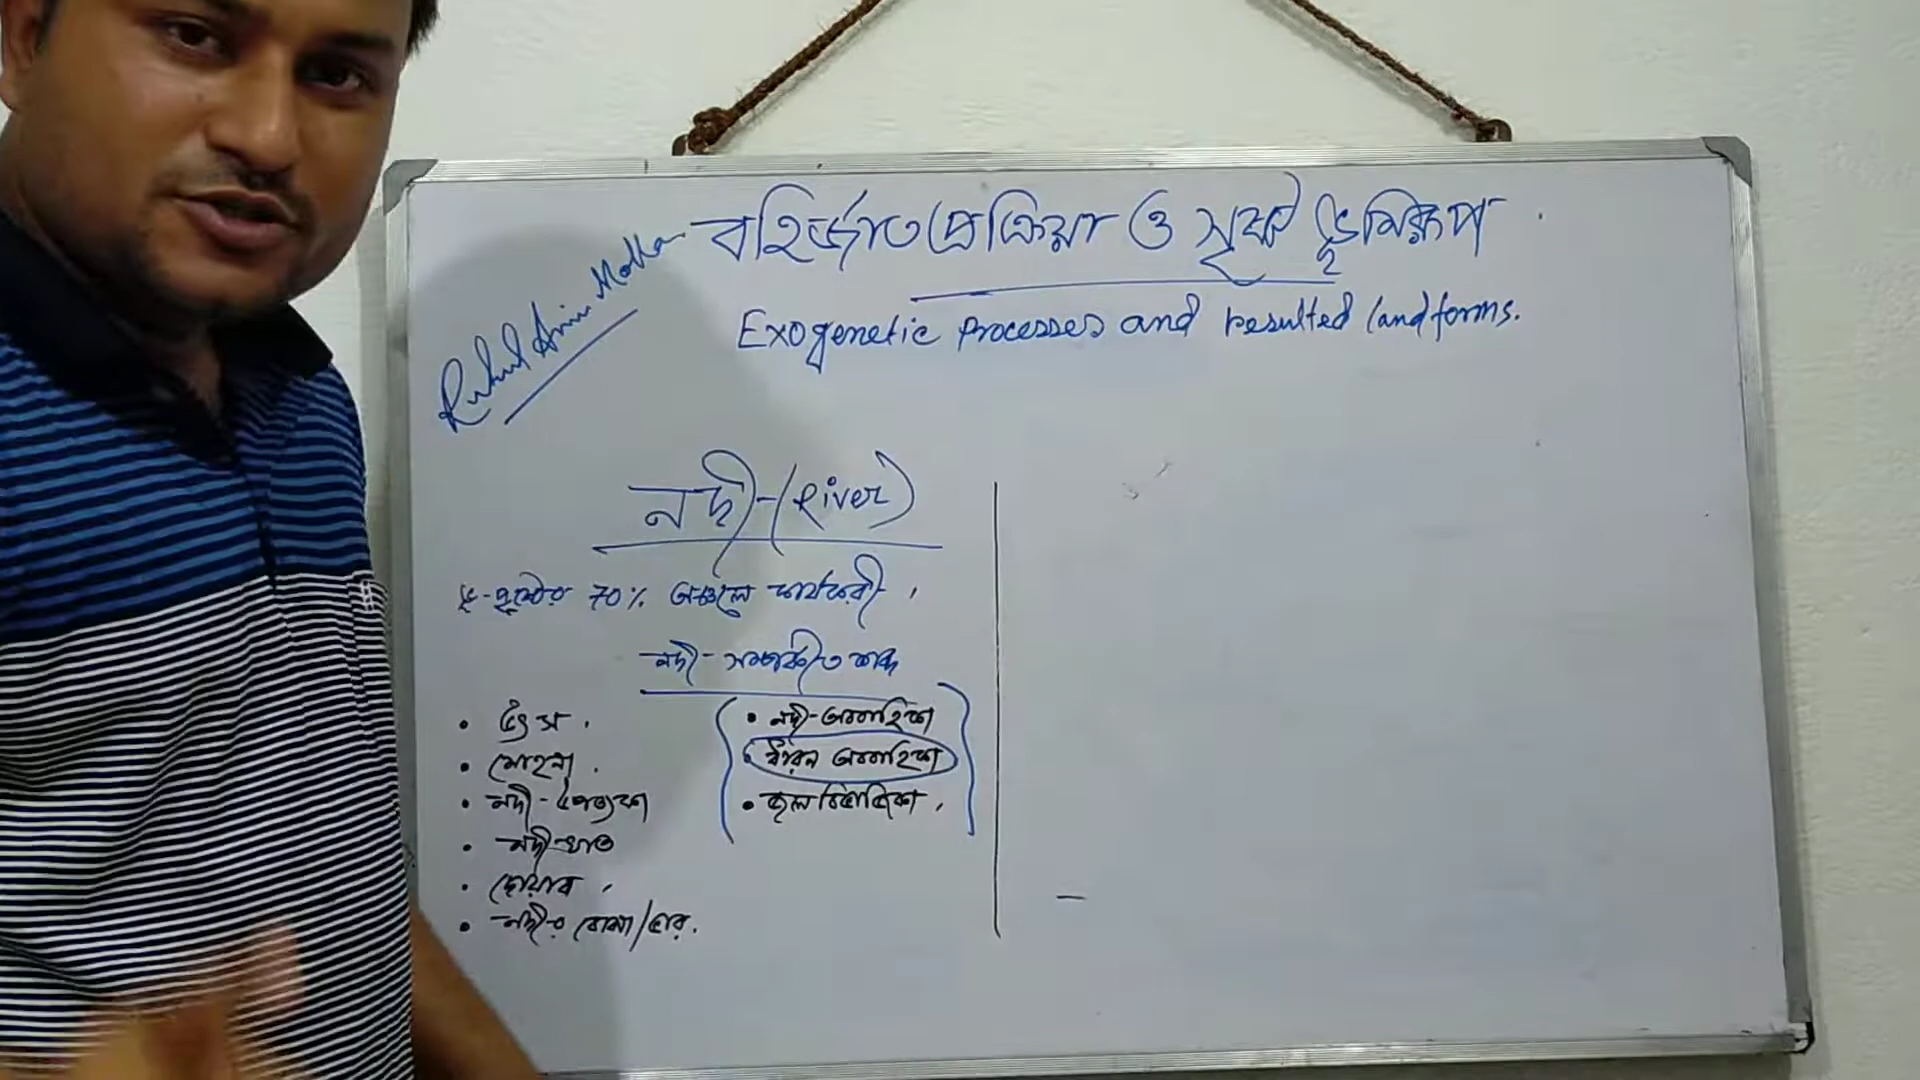 বহির্জাত প্রক্রিয়া ও সৃষ্ট ভূমিরূপ
Ruhul Amin Molla
Exogenetic Processes and resulted landforms.
নদী-(River)
ভূ-পৃষ্ঠের 70% অঞ্চলে কার্যকরী,
নদী-সম্পর্কীত শব্দ
• উৎস.
• মোহনা.
• নদী-উপত্যকা
• নদী-খাত
• দোয়াব,
• নদীর বোঝা/ভার.
• নদী-অববাহিকা
• ধারণ অববাহিকা
• জলবিভাজিকা,